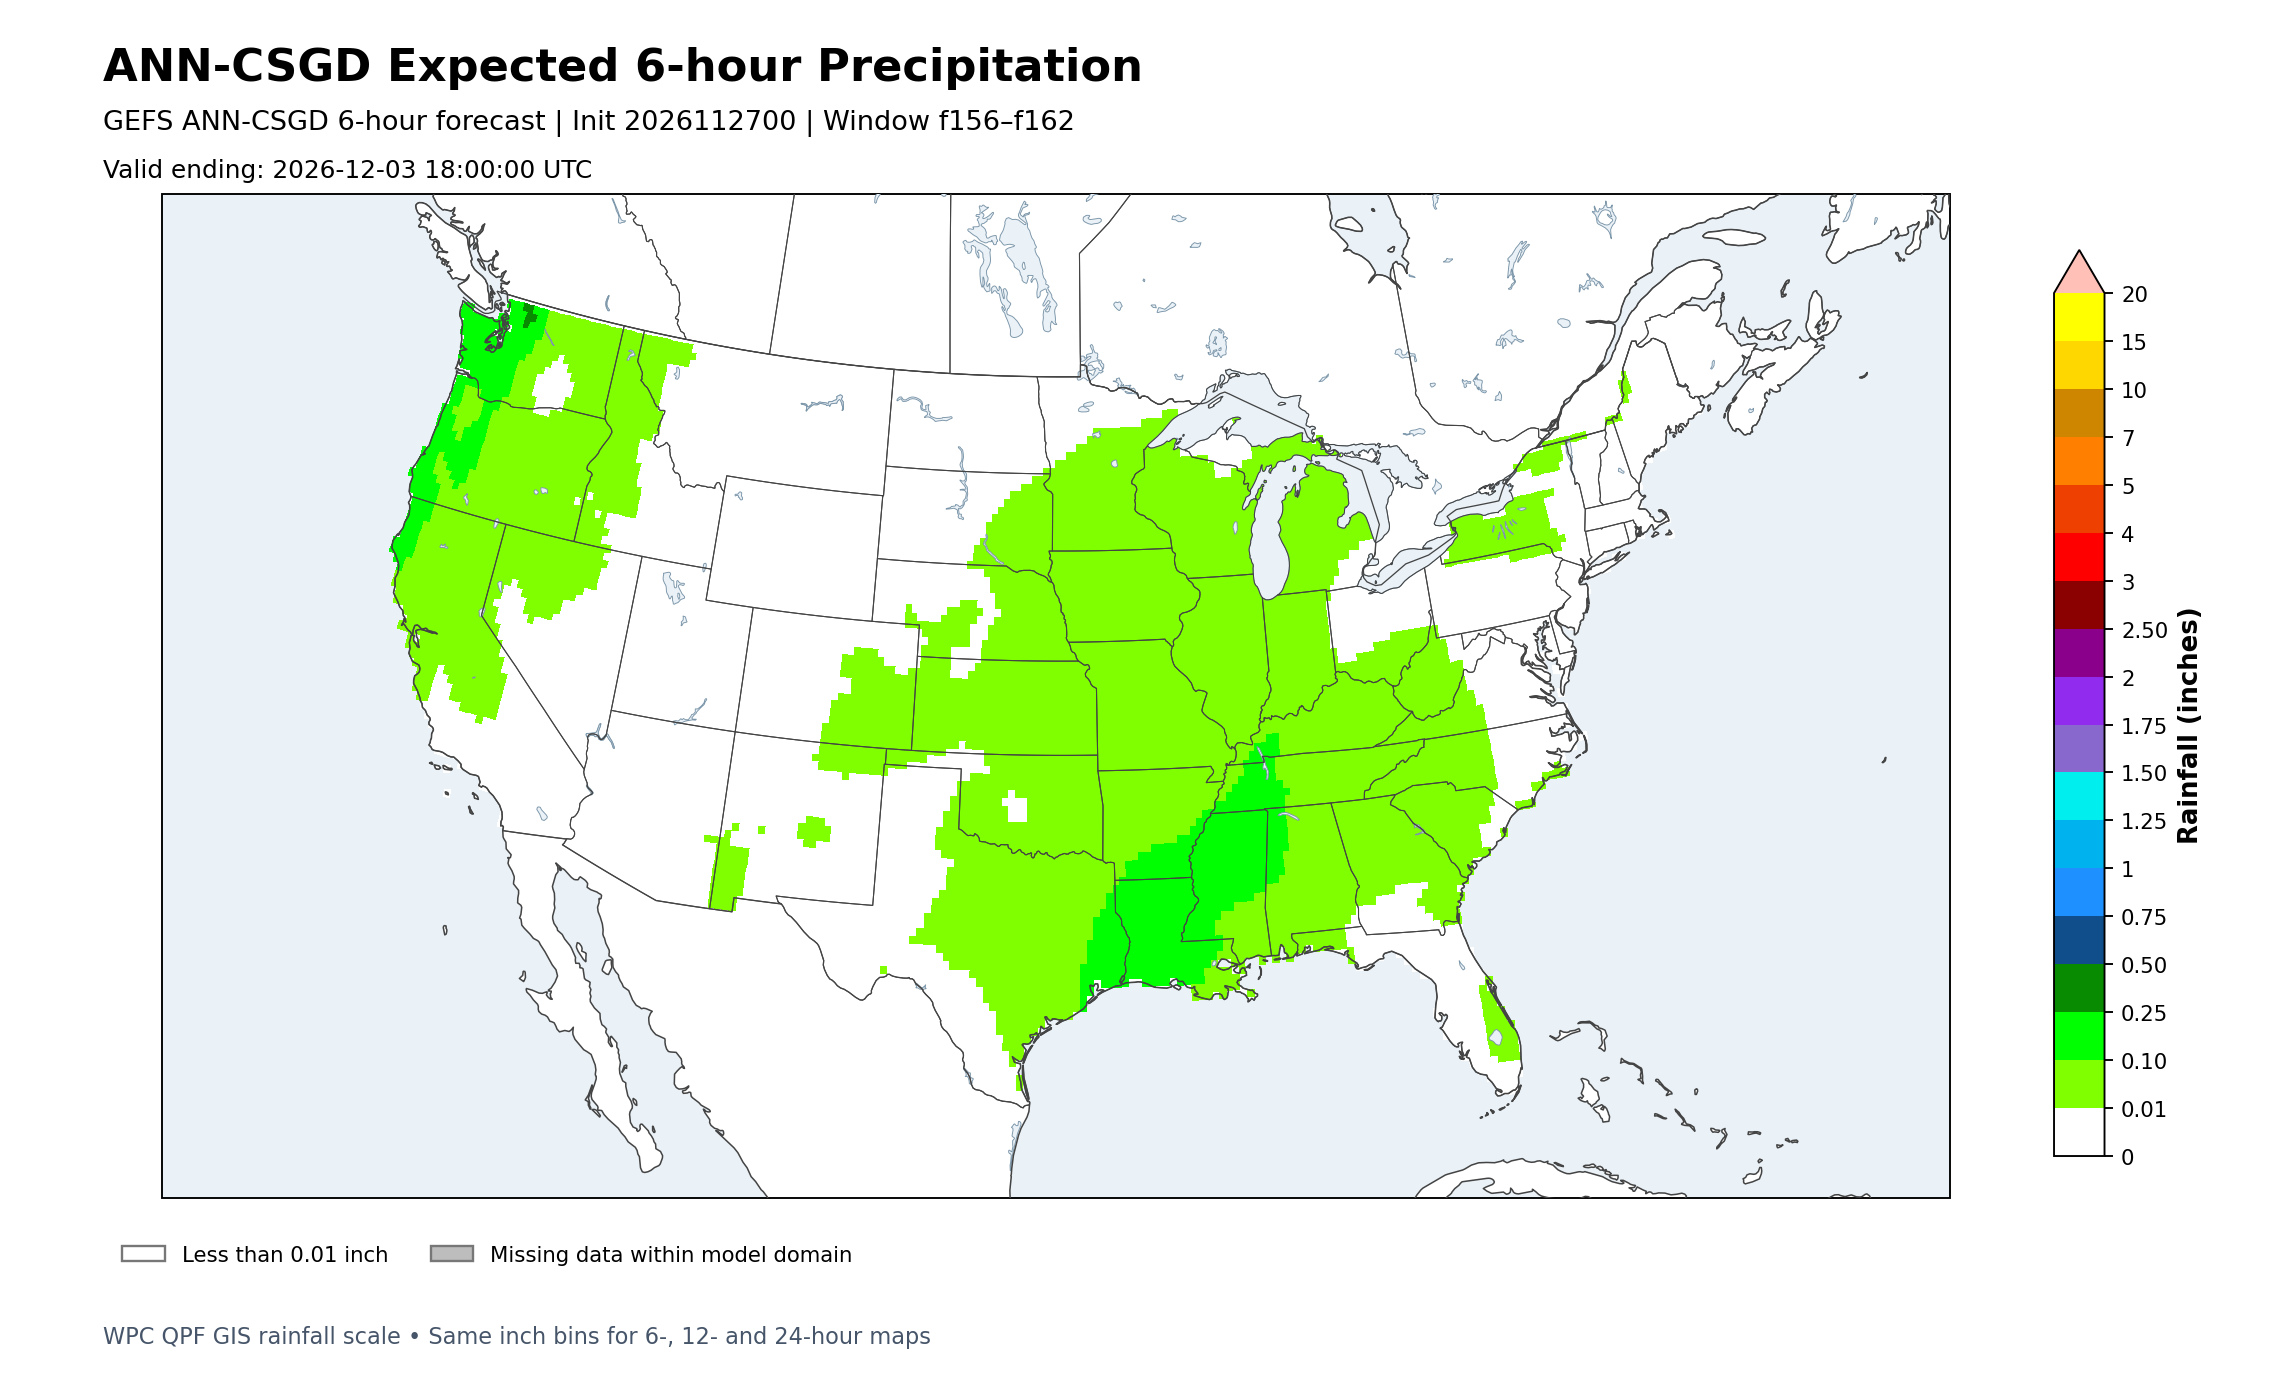 ANN-CSGD Expected 6-hour Precipitation
GEFS ANN-CSGD 6-hour forecast | Init 2026112700 | Window f156–f162
Valid ending: 2026-12-03 18:00:00 UTC
20
15
10
7
5
4
3
2.50
2
1.75
1.50
1.25
1
0.75
0.50
0.25
0.10
0.01
0
Rainfall (inches)
Less than 0.01 inch
Missing data within model domain
WPC QPF GIS rainfall scale • Same inch bins for 6-, 12- and 24-hour maps